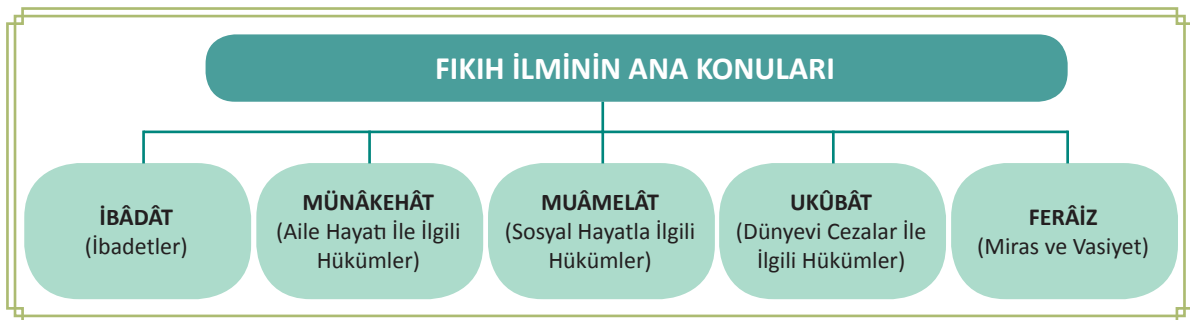 FIKIH İLMİNİN ANA KONULARI
İBÂDÂT
(İbadetler)
MÜNÂKEHÂT
(Aile Hayatı İle İlgili
Hükümler)
MUÂMELÂT
(Sosyal Hayatla İlgili
Hükümler)
UKÛBÂT
(Dünyevi Cezalar İle
İlgili Hükümler)
FERÂİZ
(Miras ve Vasiyet)